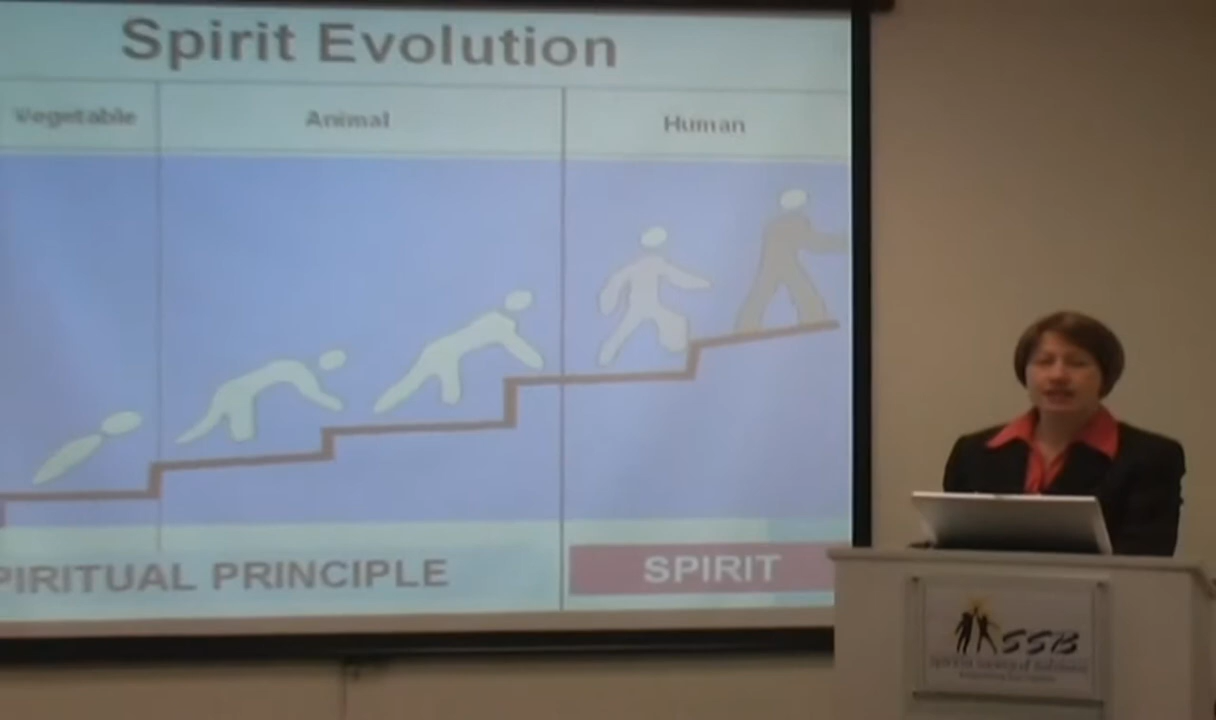 Spirit Evolution
Vegetable Animal Human
PIRITUAL PRINCIPLE SPIRIT
SSB